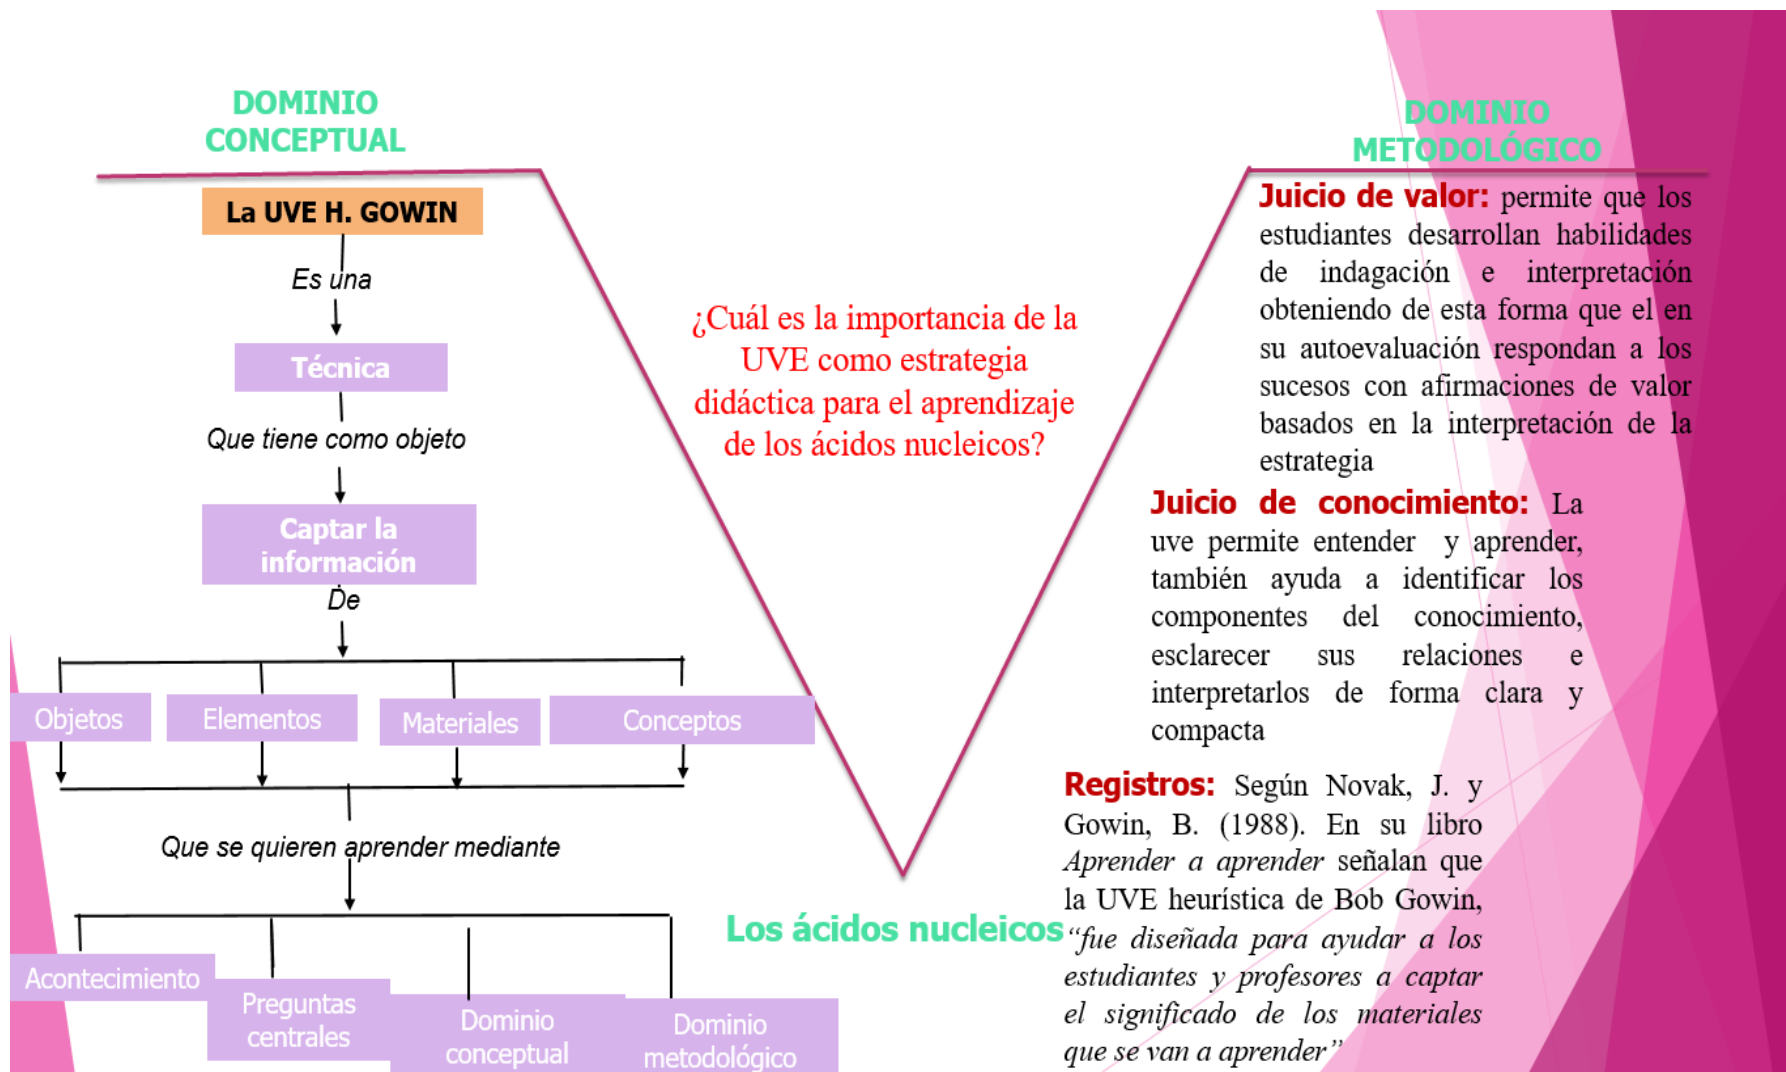 DOMINIO
CONCEPTUAL
La UVE H. GOWIN
Es una
Técnica
Que tiene como objeto
Captar la
información
De
Objetos
Elementos
Materiales
Conceptos
Que se quieren aprender mediante
Acontecimiento
Preguntas
centrales
Dominio
conceptual
Dominio
metodológico
¿Cuál es la importancia de la
UVE como estrategia
didáctica para el aprendizaje
de los ácidos nucleicos?
Los ácidos nucleicos
DOMINIO
METODOLÓGICO
Juicio de valor: permite que los
estudiantes desarrollan habilidades
de indagación e interpretación
obteniendo de esta forma que el en
su autoevaluación respondan a los
sucesos con afirmaciones de valor
basados en la interpretación de la
estrategia
Juicio de conocimiento: La
uve permite entender y aprender,
también ayuda a identificar los
componentes del conocimiento,
esclarecer sus relaciones e
interpretarlos de forma clara y
compacta
Registros: Según Novak, J. y
Gowin, B. (1988). En su libro
Aprender a aprender señalan que
la UVE heurística de Bob Gowin,
“fue diseñada para ayudar a los
estudiantes y profesores a captar
el significado de los materiales
que se van a aprender”